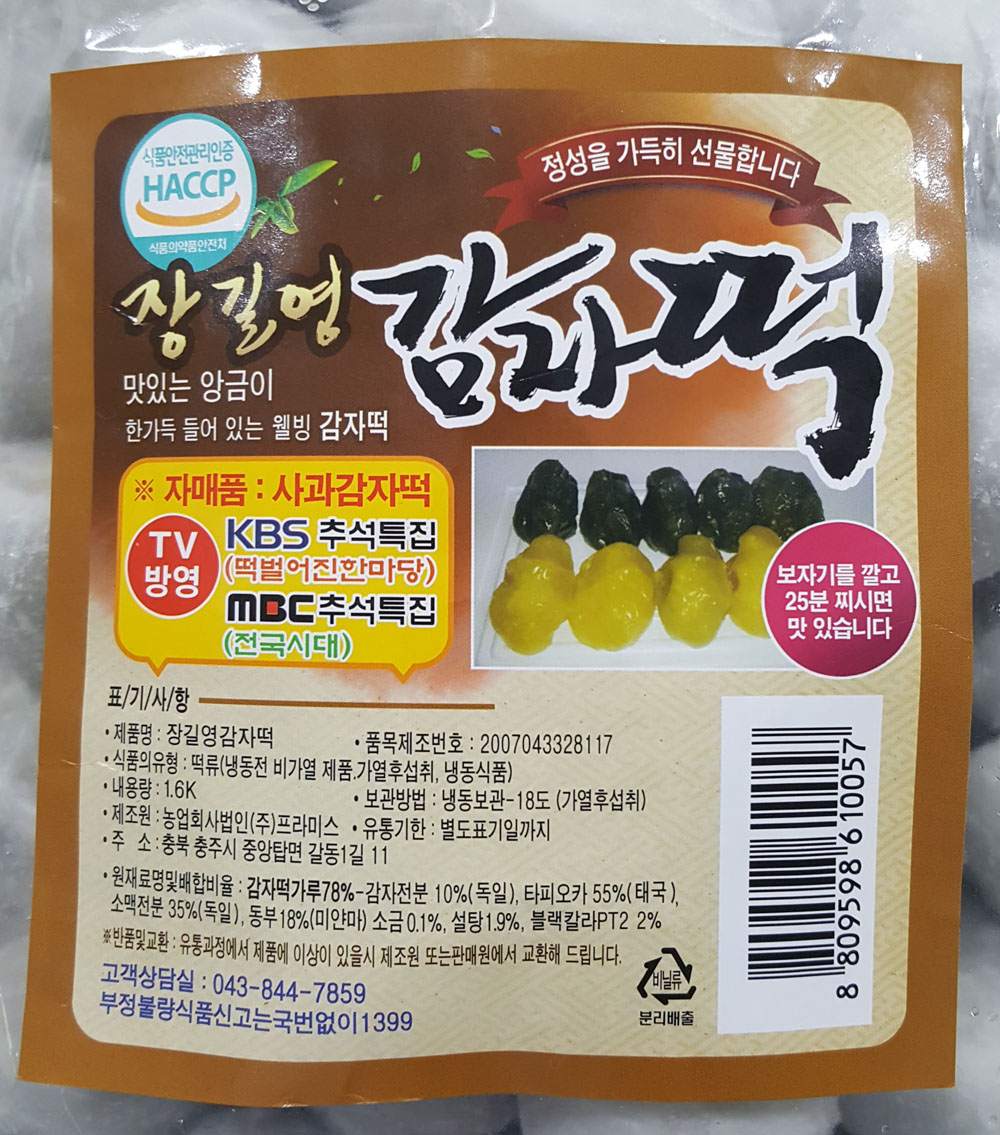 식품안전관리인증
HACCP
식품의약품안전처
정성을 가득히 선물합니다
장길영 감자떡
맛있는 앙금이
한가득 들어 있는 웰빙 감자떡
※ 자매품 : 사과감자떡
TV
방영
KBS 추석특집
(떡벌어진한마당)
MBC 추석특집
(전국시대)
보자기를 깔고
25분 찌시면
맛 있습니다
표/기/사/항
• 제품명 : 장길영감자떡 • 품목제조번호 : 2007043328117
• 식품의유형 : 떡류(냉동전 비가열 제품.가열후섭취, 냉동식품)
• 내용량 : 1.6K • 보관방법 : 냉동보관-18도 (가열후섭취)
• 제조원 : 농업회사법인(주)프라미스 • 유통기한 : 별도표기일까지
• 주 소 : 충북 충주시 중앙탑면 갈동1길 11
• 원재료명및배합비율 : 감자떡가루78%-감자전분 10%(독일), 타피오카 55%(태국),
소맥전분 35%(독일), 동부18%(미얀마) 소금 0.1%, 설탕1.9%, 블랙칼라PT2 2%
※반품및교환 : 유통과정에서 제품에 이상이 있을시 제조원 또는판매원에서 교환해 드립니다.
고객상담실 : 043-844-7859
부정불량식품신고는국번없이1399
비닐류
분리배출
8 809598 610057